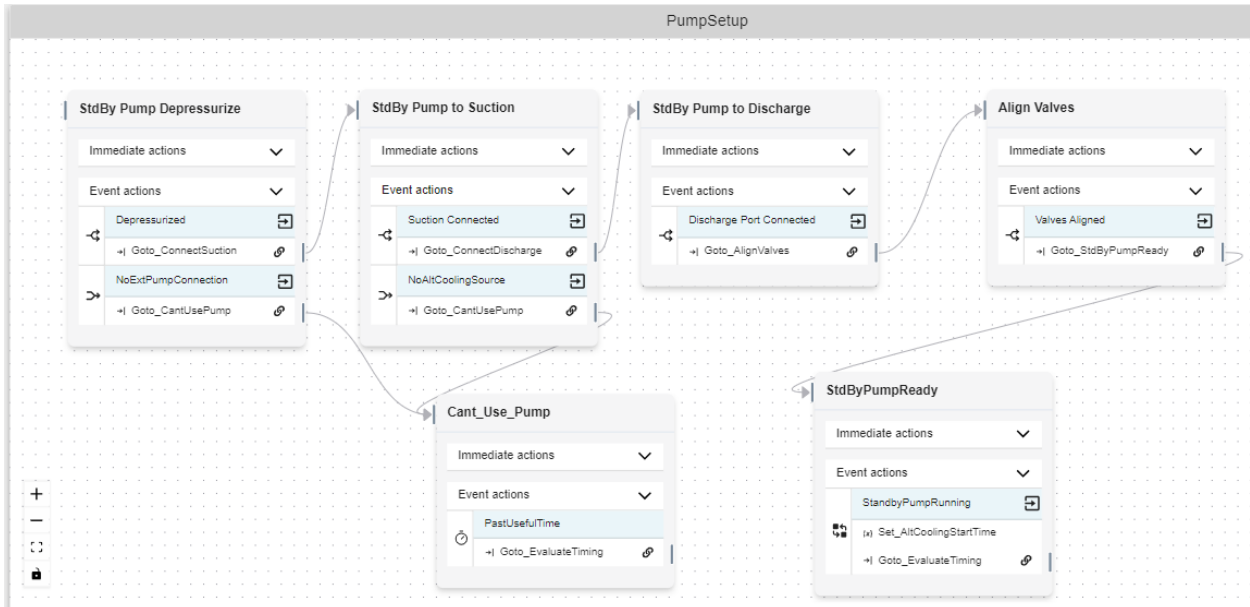 PumpSetup
StdBy Pump Depressurize
Immediate actions
Event actions
Depressurized
Goto_ConnectSuction
NoExtPumpConnection
Goto_CantUsePump
StdBy Pump to Suction
Immediate actions
Event actions
Suction Connected
Goto_ConnectDischarge
NoAltCoolingSource
Goto_CantUsePump
StdBy Pump to Discharge
Immediate actions
Event actions
Discharge Port Connected
Goto_AlignValves
Align Valves
Immediate actions
Event actions
Valves Aligned
Goto_StdByPumpReady
Cant_Use_Pump
Immediate actions
Event actions
PastUsefulTime
Goto_EvaluateTiming
StdByPumpReady
Immediate actions
Event actions
StandbyPumpRunning
Set_AltCoolingStartTime
Goto_EvaluateTiming